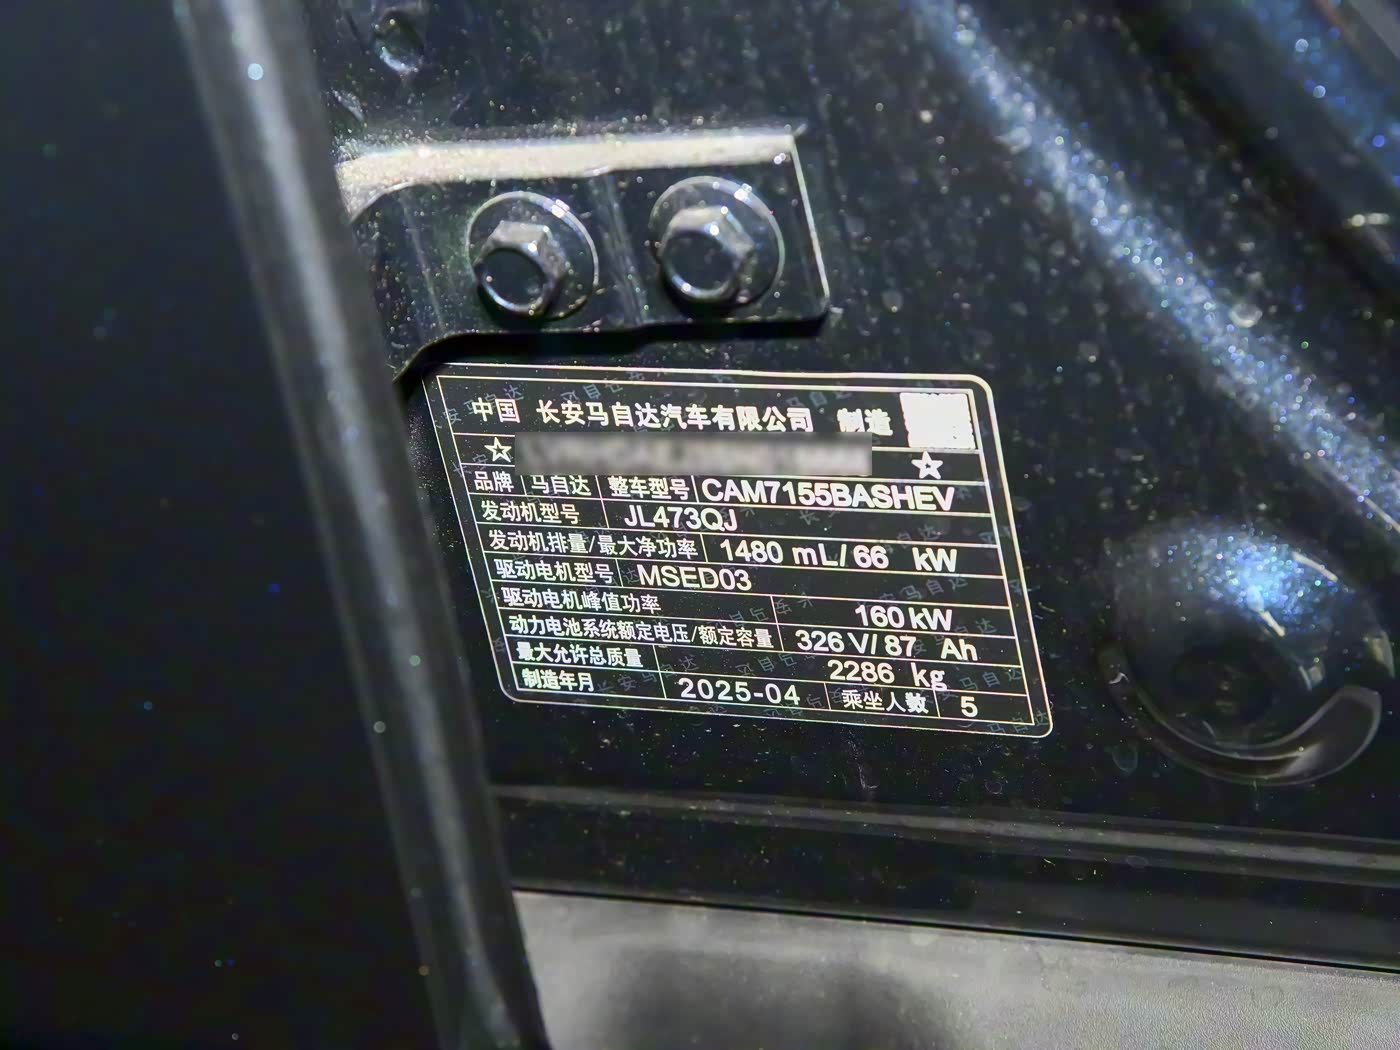 中国 长安马自达汽车有限公司 制造
☆ ☆
品牌 马自达 整车型号 CAM7155BASHEV
发动机型号 JL473QJ
发动机排量/最大净功率 1480 mL/66 kW
驱动电机型号 MSED03
驱动电机峰值功率 160kW
动力电池系统额定电压/额定容量 326 V/87 Ah
最大允许总质量 2286 kg
制造年月 2025-04 乘坐人数 5